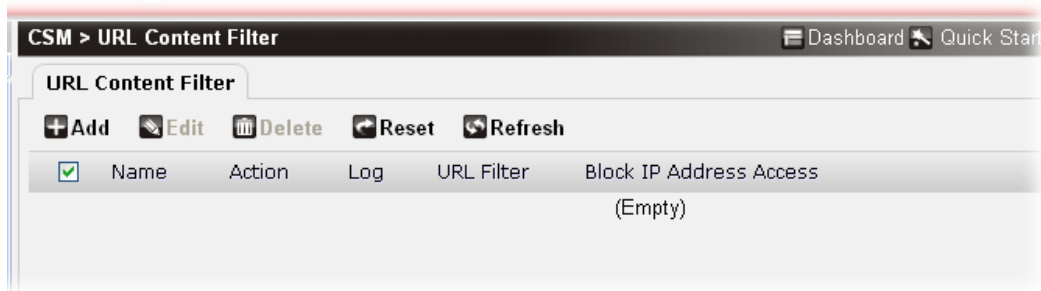 CSM > URL Content Filter Dashboard Quick Start
URL Content Filter
Add Edit Delete Reset Refresh
Name Action Log URL Filter Block IP Address Access
(Empty)